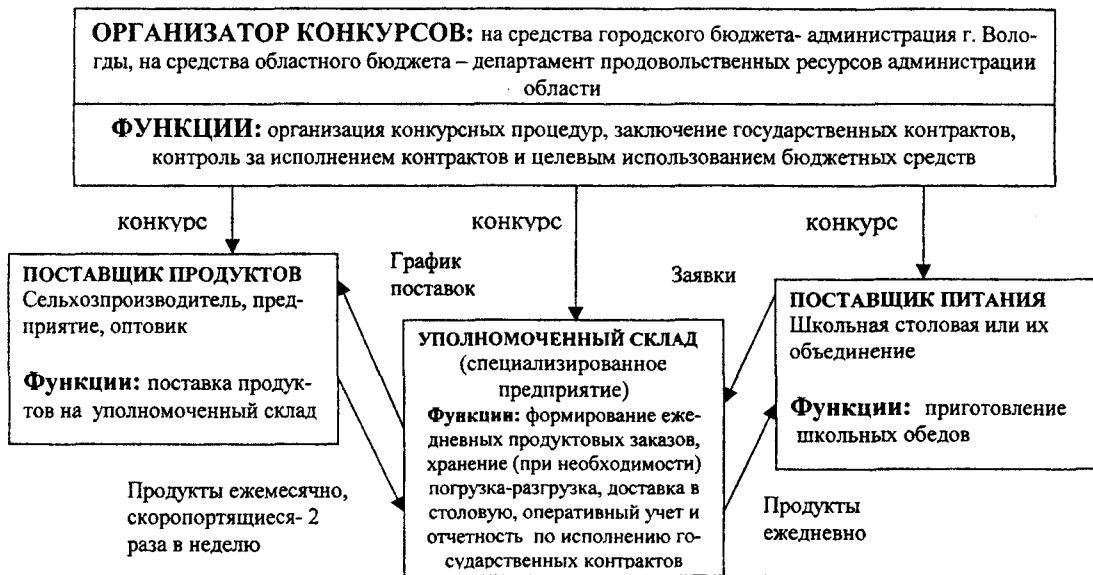 ОРГАНИЗАТОР КОНКУРСОВ: на средства городского бюджета- администрация г. Воло-
гды, на средства областного бюджета – департамент продовольственных ресурсов администрации
области
ФУНКЦИИ: организация конкурсных процедур, заключение государственных контрактов,
контроль за исполнением контрактов и целевым использованием бюджетных средств
конкурс
конкурс
конкурс
ПОСТАВЩИК ПРОДУКТОВ
Сельхозпроизводитель, пред-
приятие, оптовик
Функции: поставка продук-
тов на уполномоченный склад
График
поставок
Заявки
УПОЛНОМОЧЕННЫЙ СКЛАД
(специализированное
предприятие)
Функции: формирование еже-
дневных продуктовых заказов,
хранение (при необходимости)
погрузка-разгрузка, доставка в
столовую, оперативный учет и
отчетность по исполнению го-
сударственных контрактов
ПОСТАВЩИК ПИТАНИЯ
Школьная столовая или их
объединение
Функции: приготовление
школьных обедов
Продукты ежемесячно,
скоропортящиеся- 2
раза в неделю
Продукты
ежедневно